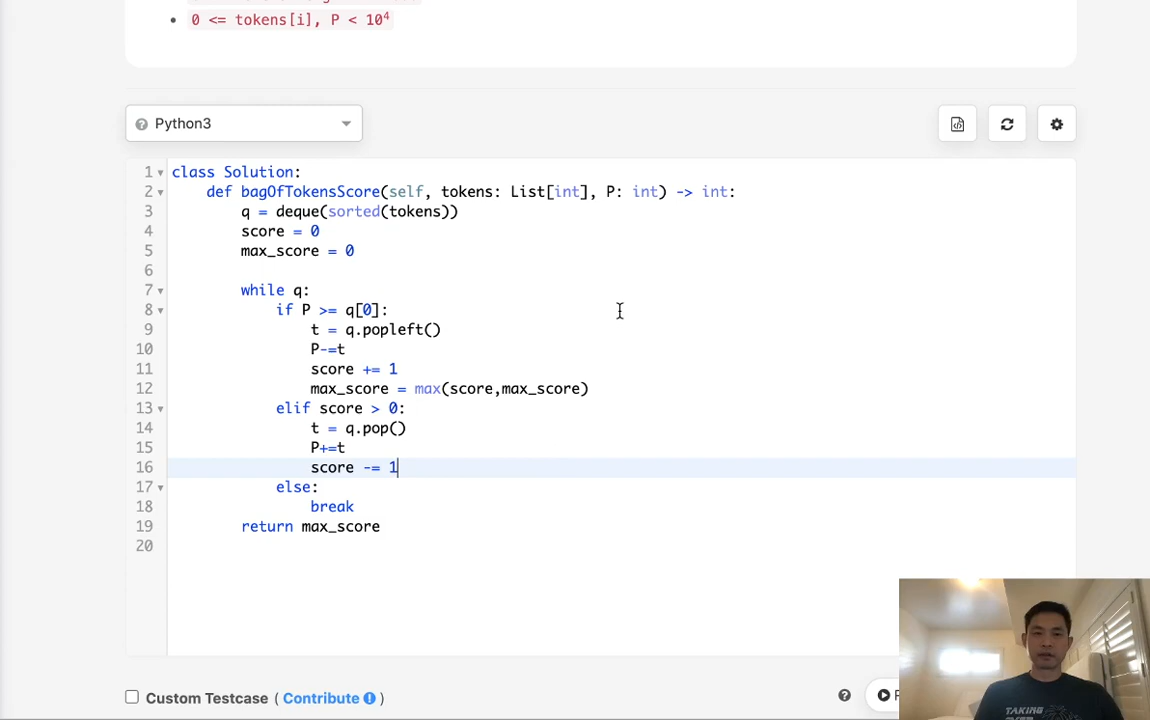 0 <= tokens[i], P < 10⁴
Python3
1 class Solution:
2 def bagOfTokensScore(self, tokens: List[int], P: int) -> int:
3 q = deque(sorted(tokens))
4 score = 0
5 max_score = 0
6
7 while q:
8 if P >= q[0]:
9 t = q.popleft()
10 P-=t
11 score += 1
12 max_score = max(score,max_score)
13 elif score > 0:
14 t = q.pop()
15 P+=t
16 score -= 1
17 else:
18 break
19 return max_score
20
Custom Testcase ( Contribute )
TAKING